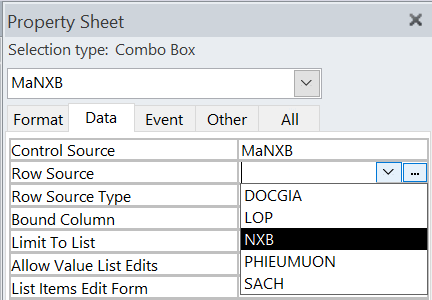 Property Sheet
Selection type: Combo Box
MaNXB
Format Data Event Other All
Control Source MaNXB
Row Source ...
Row Source Type DOCGIA
Bound Column LOP
Limit To List NXB
Allow Value List Edits PHIEUMUON
List Items Edit Form SACH